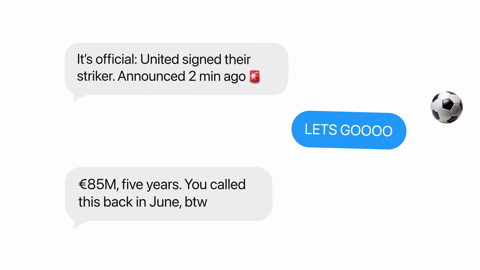 It’s official: United signed their
striker. Announced 2 min ago 🚨
LETS GOOOO
€85M, five years. You called
this back in June, btw